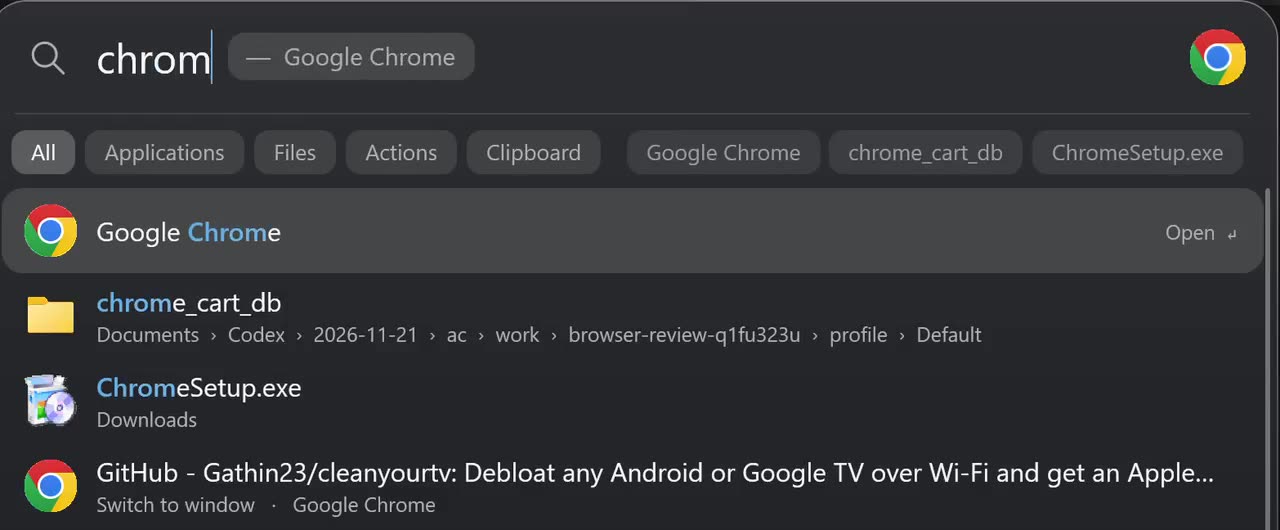 chrom — Google Chrome
All Applications Files Actions Clipboard Google Chrome chrome_cart_db ChromeSetup.exe
Google Chrome Open ↵
chrome_cart_db
Documents › Codex › 2026-11-21 › ac › work › browser-review-q1fu323u › profile › Default
ChromeSetup.exe
Downloads
GitHub - Gathin23/cleanyourtv: Debloat any Android or Google TV over Wi-Fi and get an Apple...
Switch to window · Google Chrome